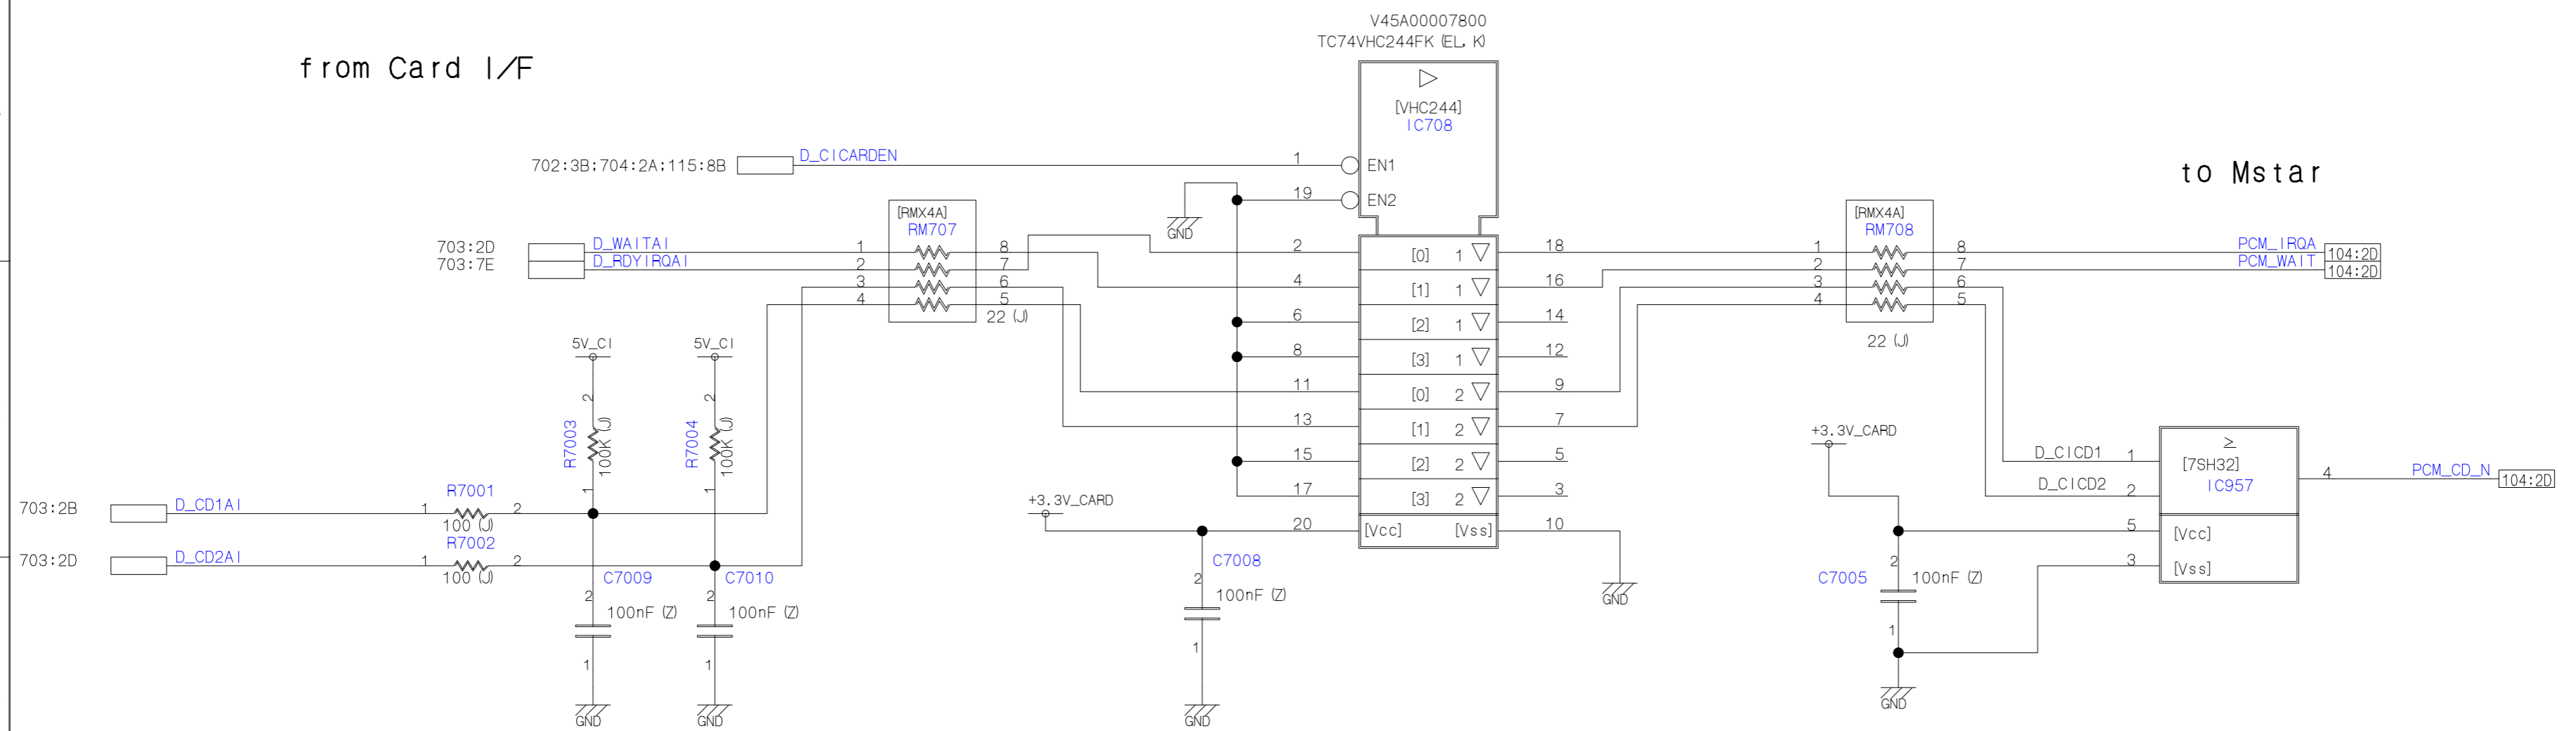 V45A00007800
TC74VHC244FK (EL, K)
from Card I/F
[VHC244]
IC708
702:3B;704:2A;115:8B
D_CICARDEN
1
EN1
to Mstar
19
EN2
GND
[RMX4A]
RM707
[RMX4A]
RM708
703:2D
D_WAITAI
1
8
2
[0] 1
18
1
8
PCM_IRQA
104:2D
703:7E
D_RDYIRQAI
2
7
2
7
PCM_WAIT
104:2D
3
6
4
[1] 1
16
3
6
4
5
4
5
22 (J)
6
[2] 1
14
22 (J)
5V_CI
5V_CI
8
[3] 1
12
2
2
11
[0] 2
9
R7003
100K (J)
R7004
100K (J)
13
[1] 2
7
+3.3V_CARD
≥
D_CICD1
1
[7SH32]
15
[2] 2
5
IC957
4
PCM_CD_N
104:2D
D_CICD2
2
1
1
17
[3] 2
3
+3.3V_CARD
703:2B
D_CD1AI
1
R7001
2
100 (J)
20
[Vcc]
[Vss]
10
5
[Vcc]
703:2D
D_CD2AI
1
R7002
2
100 (J)
C7009
C7010
C7008
C7005
2
100nF (Z)
3
[Vss]
2
100nF (Z)
2
100nF (Z)
2
100nF (Z)
GND
1
1
1
1
GND
GND
GND
GND